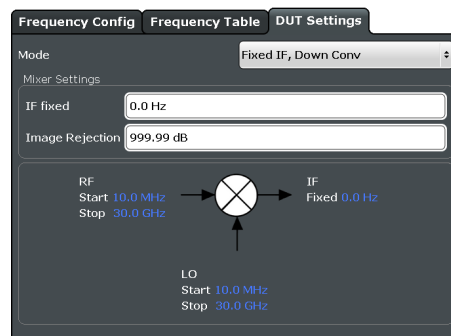 Frequency Config Frequency Table DUT Settings
Mode Fixed IF, Down Conv
Mixer Settings
IF fixed 0.0 Hz
Image Rejection 999.99 dB
RF
Start 10.0 MHz
Stop 30.0 GHz
IF
Fixed 0.0 Hz
LO
Start 10.0 MHz
Stop 30.0 GHz